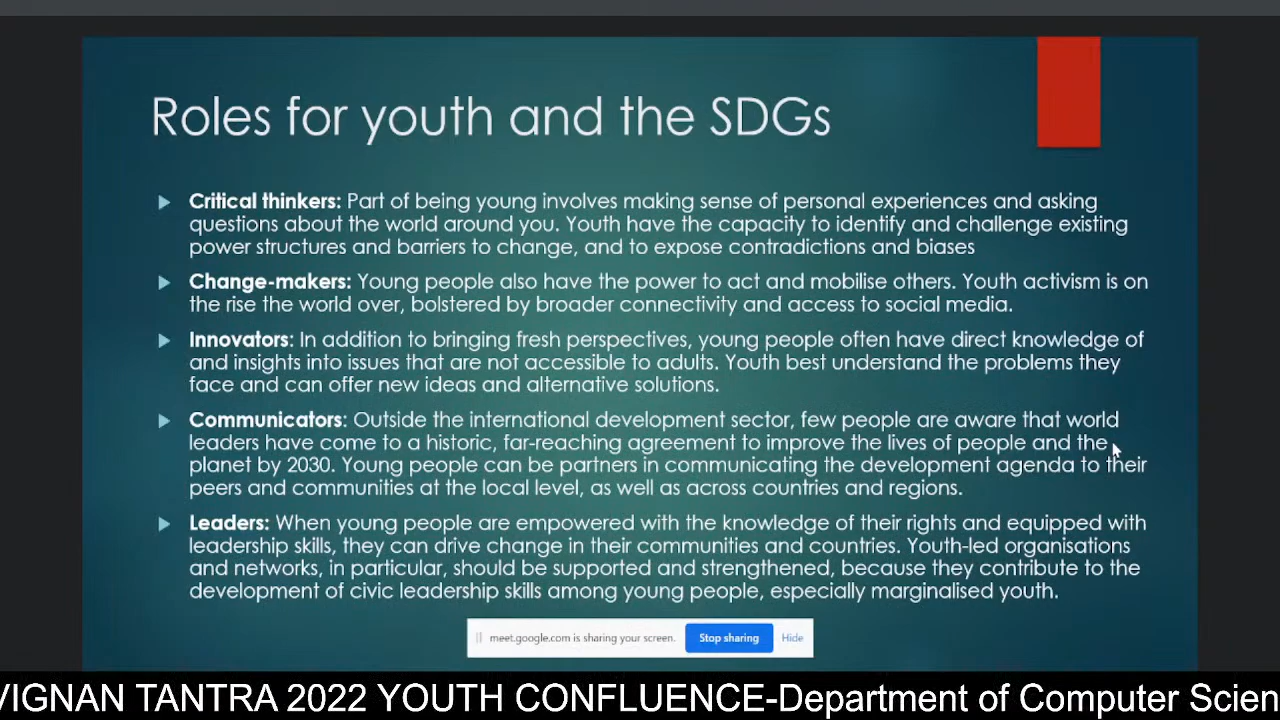 Roles for youth and the SDGs
Critical thinkers: Part of being young involves making sense of personal experiences and asking
questions about the world around you. Youth have the capacity to identify and challenge existing
power structures and barriers to change, and to expose contradictions and biases
Change-makers: Young people also have the power to act and mobilise others. Youth activism is on
the rise the world over, bolstered by broader connectivity and access to social media.
Innovators: In addition to bringing fresh perspectives, young people often have direct knowledge of
and insights into issues that are not accessible to adults. Youth best understand the problems they
face and can offer new ideas and alternative solutions.
Communicators: Outside the international development sector, few people are aware that world
leaders have come to a historic, far-reaching agreement to improve the lives of people and the
planet by 2030. Young people can be partners in communicating the development agenda to their
peers and communities at the local level, as well as across countries and regions.
Leaders: When young people are empowered with the knowledge of their rights and equipped with
leadership skills, they can drive change in their communities and countries. Youth-led organisations
and networks, in particular, should be supported and strengthened, because they contribute to the
development of civic leadership skills among young people, especially marginalised youth.
meet.google.com is sharing your screen. Stop sharing Hide
VIGNAN TANTRA 2022 YOUTH CONFLUENCE-Department of Computer Scien